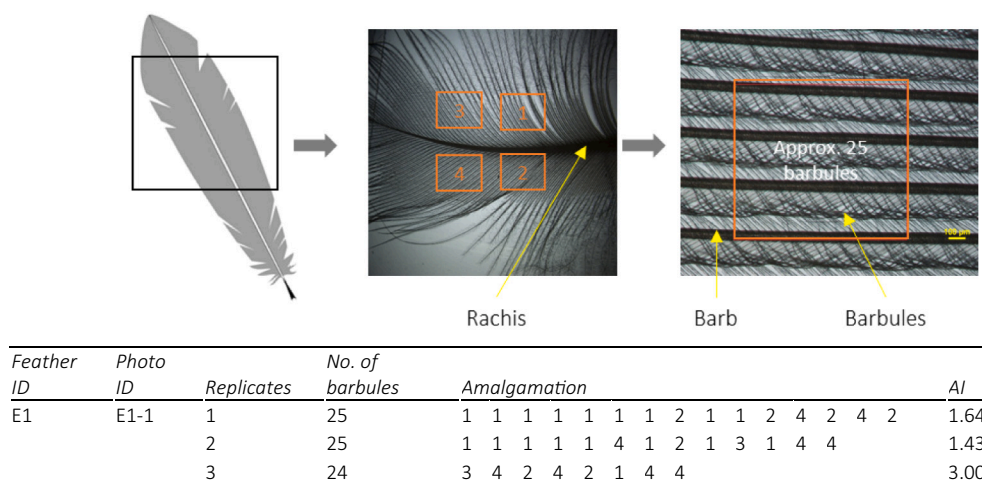 3 1
4 2
Approx. 25
barbules
100 µm
Rachis Barb Barbules
Feather Photo No. of
ID ID Replicates barbules Amalgamation AI
E1 E1-1 1 25 1 1 1 1 1 1 1 2 1 1 2 4 2 4 2 1.64
2 25 1 1 1 1 1 4 1 2 1 3 1 4 4 1.43
3 24 3 4 2 4 2 1 4 4 3.00